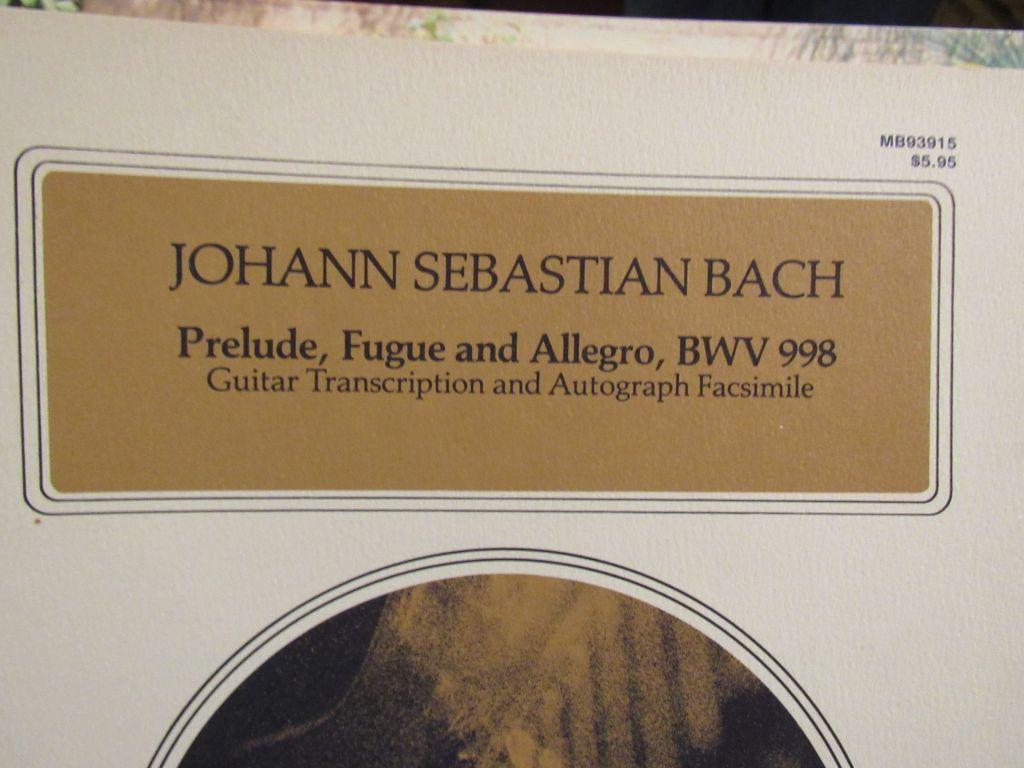 MB93915
$5.95
JOHANN SEBASTIAN BACH
Prelude, Fugue and Allegro, BWV 998
Guitar Transcription and Autograph Facsimile